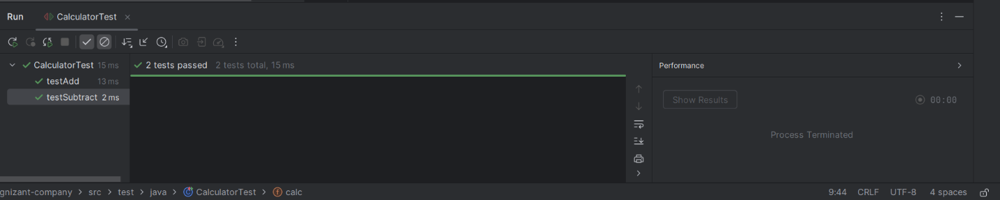 Run CalculatorTest
CalculatorTest 15 ms
testAdd 13 ms
testSubtract 2 ms
2 tests passed 2 tests total, 15 ms
Performance
Show Results 00:00
Process Terminated
gnizant-company src test java CalculatorTest calc 9:44 CRLF UTF-8 4 spaces